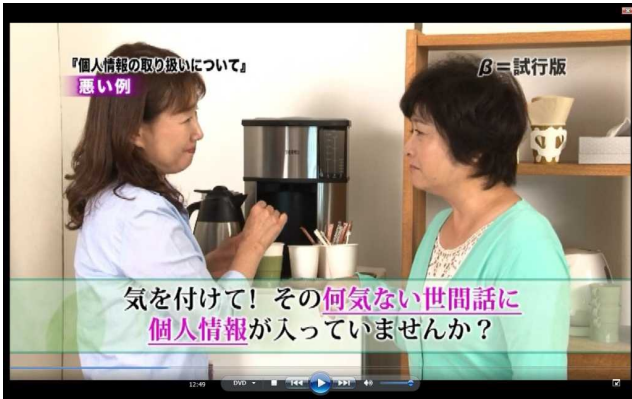 『個人情報の取り扱いについて』
悪い例
β=試行版
気を付けて！その何気ない世間話に
個人情報が入っていませんか？
12:49
DVD